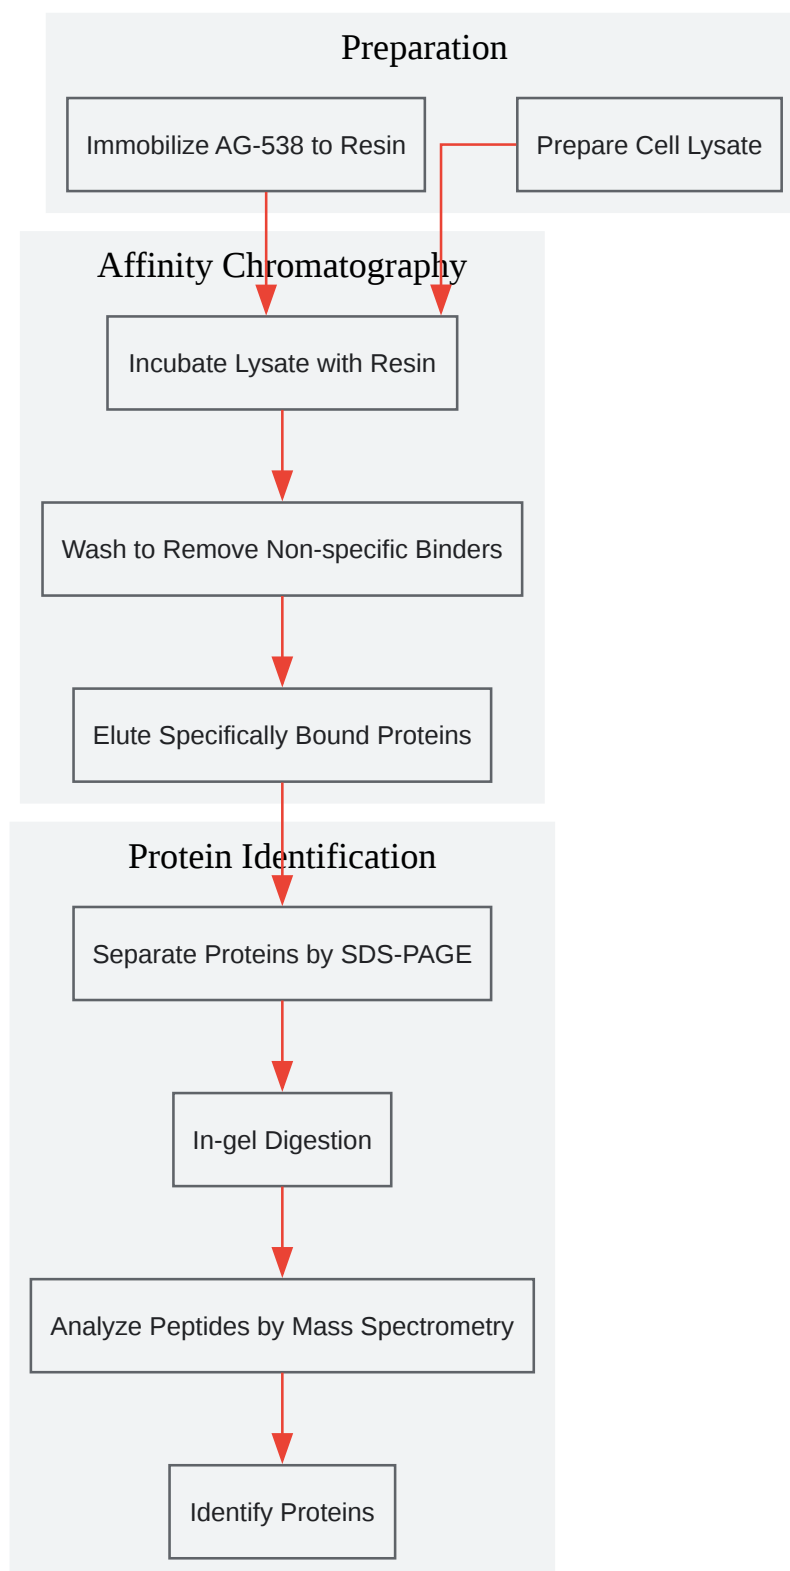 Preparation
Immobilize AG-538 to Resin
Prepare Cell Lysate
Affinity Chromatography
Incubate Lysate with Resin
Wash to Remove Non-specific Binders
Elute Specifically Bound Proteins
Protein Identification
Separate Proteins by SDS-PAGE
In-gel Digestion
Analyze Peptides by Mass Spectrometry
Identify Proteins